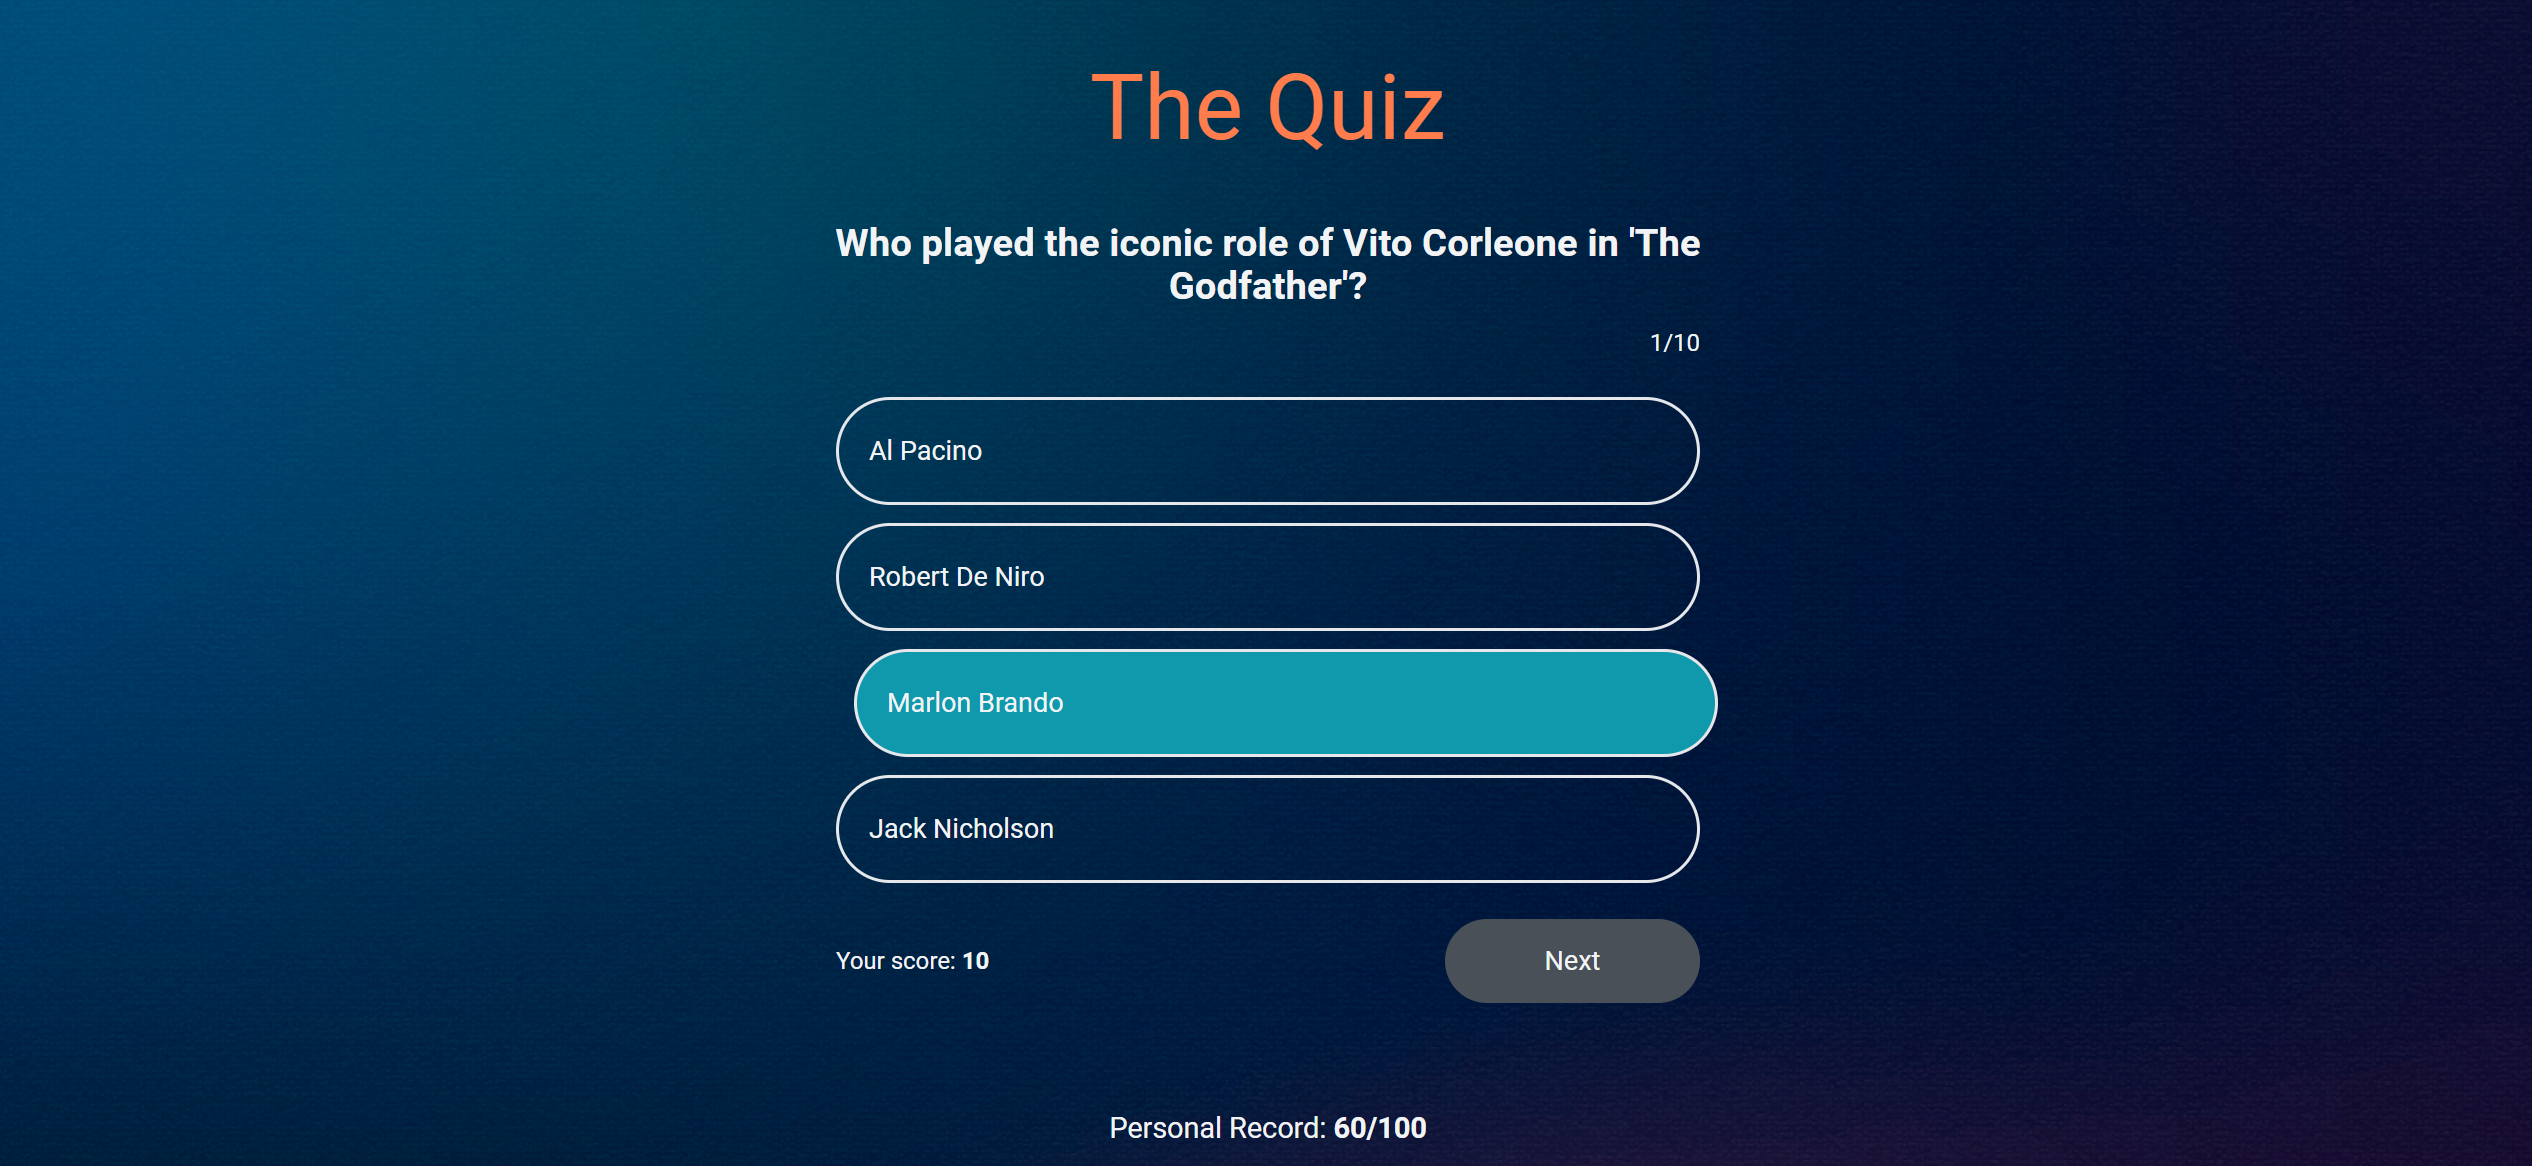 The Quiz
Who played the iconic role of Vito Corleone in 'The
Godfather'?
1/10
Al Pacino
Robert De Niro
Marlon Brando
Jack Nicholson
Your score: 10
Next
Personal Record: 60/100